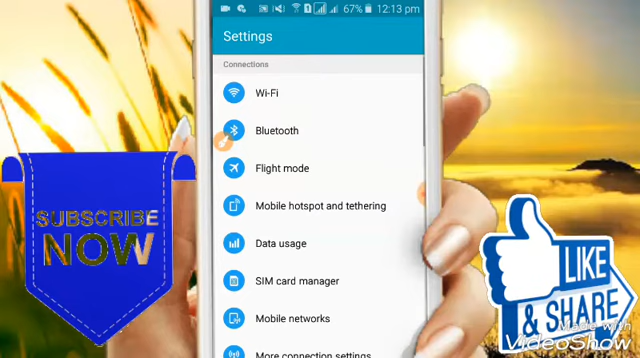 67% 12:13 pm
Settings
Connections
Wi-Fi
Bluetooth
Flight mode
Mobile hotspot and tethering
Data usage
SIM card manager
Mobile networks
More connection settings
SUBSCRIBE
NOW
LIKE
& SHARE
Made with
VideoShow